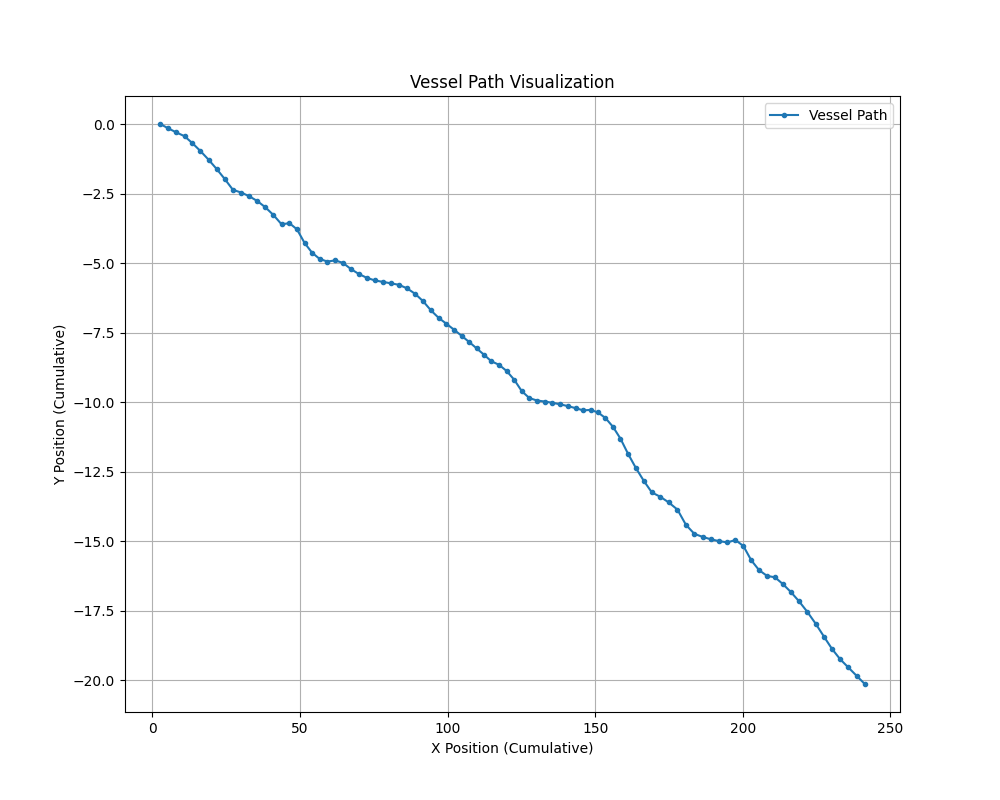 Vessel Path Visualization
Vessel Path
0.0
−2.5
−5.0
−7.5
−10.0
−12.5
−15.0
−17.5
−20.0
Y Position (Cumulative)
0 50 100 150 200 250
X Position (Cumulative)